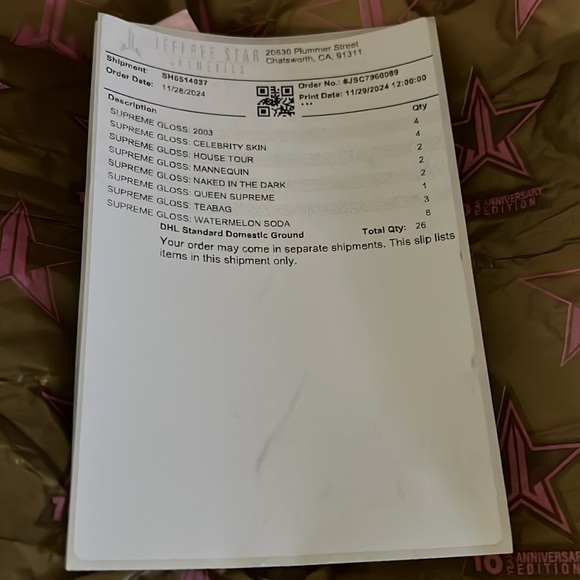 JEFFREE STAR
COSMETICS
20630 Plummer Street
Chatsworth, CA, 91311
Shipment: SH6514037
Order Date: 11/28/2024
Order No.: #JSC7960089
Print Date: 11/29/2024 12:00:00
Description Qty
SUPREME GLOSS: 2003 4
SUPREME GLOSS: CELEBRITY SKIN 4
SUPREME GLOSS: HOUSE TOUR 2
SUPREME GLOSS: MANNEQUIN 2
SUPREME GLOSS: NAKED IN THE DARK 2
SUPREME GLOSS: QUEEN SUPREME 1
SUPREME GLOSS: TEABAG 3
SUPREME GLOSS: WATERMELON SODA 8
DHL Standard Domestic Ground Total Qty: 26
Your order may come in separate shipments. This slip lists
items in this shipment only.
ANNIVERSARY
EDITION
10 YEAR ANNIVERSARY
EDITION